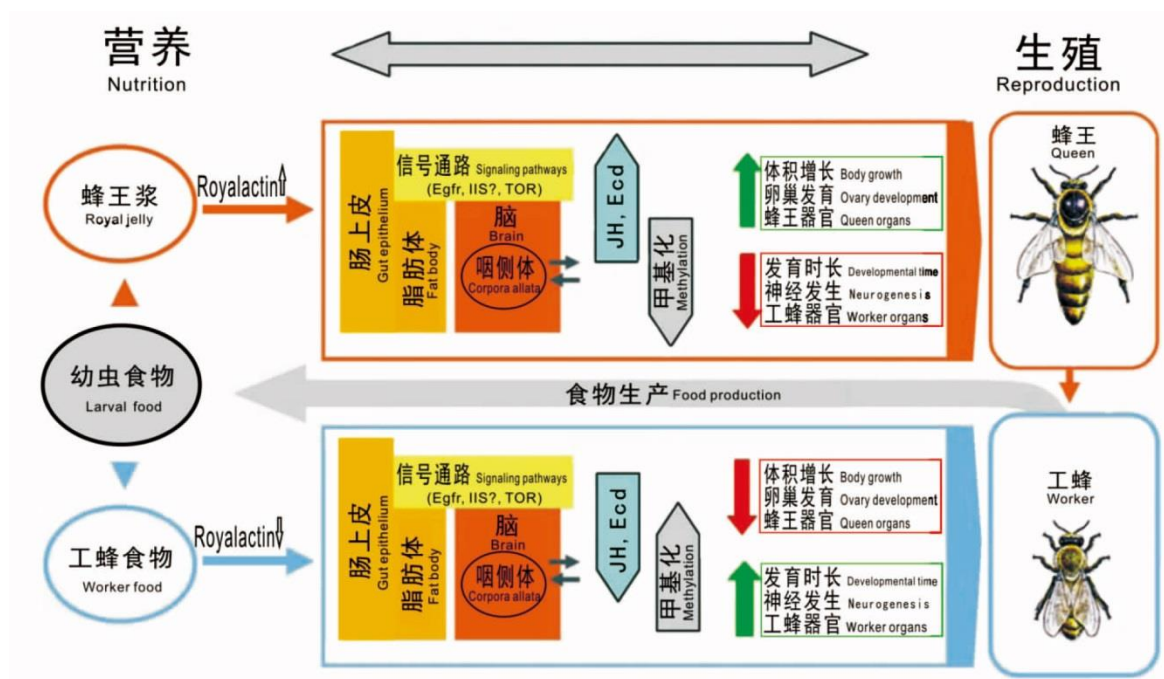 营养
Nutrition
生殖
Reproduction
蜂王浆
Royal jelly
Royalactin
肠上皮
Gut epithelium
信号通路 Signaling pathways
(Egfr, IIS?, TOR)
脂肪体
Fat body
脑
Brain
咽侧体
Corpora allata
JH, Ecd
甲基化
Methylation
体积增长 Body growth
卵巢发育 Ovary development
蜂王器官 Queen organs
发育时长 Developmental time
神经发生 Neurogenesis
工蜂器官 Worker organs
蜂王
Queen
幼虫食物
Larval food
食物生产 Food production
工蜂食物
Worker food
Royalactin
肠上皮
Gut epithelium
信号通路 Signaling pathways
(Egfr, IIS?, TOR)
脂肪体
Fat body
脑
Brain
咽侧体
Corpora allata
JH, Ecd
甲基化
Methylation
体积增长 Body growth
卵巢发育 Ovary development
蜂王器官 Queen organs
发育时长 Developmental time
神经发生 Neurogenesis
工蜂器官 Worker organs
工蜂
Worker